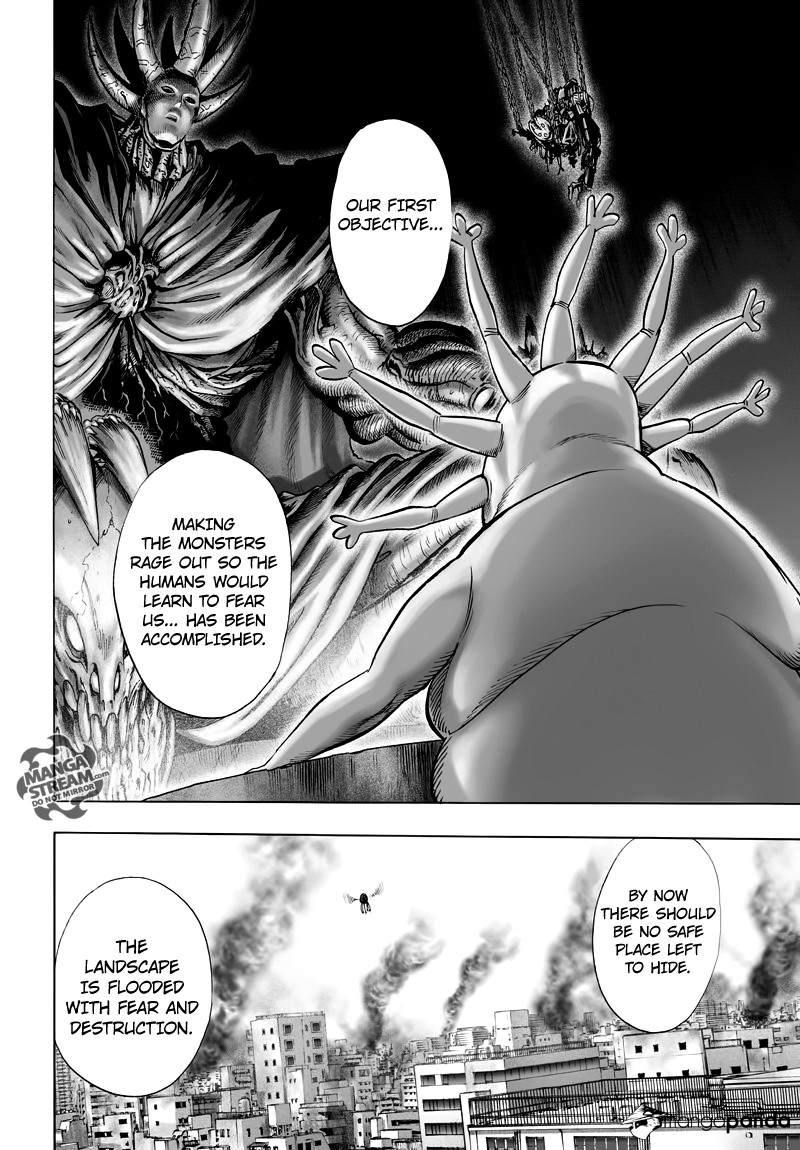 OUR FIRST
OBJECTIVE...
MAKING
THE MONSTERS
RAGE OUT SO THE
HUMANS WOULD
LEARN TO FEAR
US... HAS BEEN
ACCOMPLISHED.
MANGA
STREAM.com
DO NOT MIRROR
BY NOW
THERE SHOULD
BE NO SAFE
PLACE LEFT
TO HIDE.
THE
LANDSCAPE
IS FLOODED
WITH FEAR AND
DESTRUCTION.
mangapanda